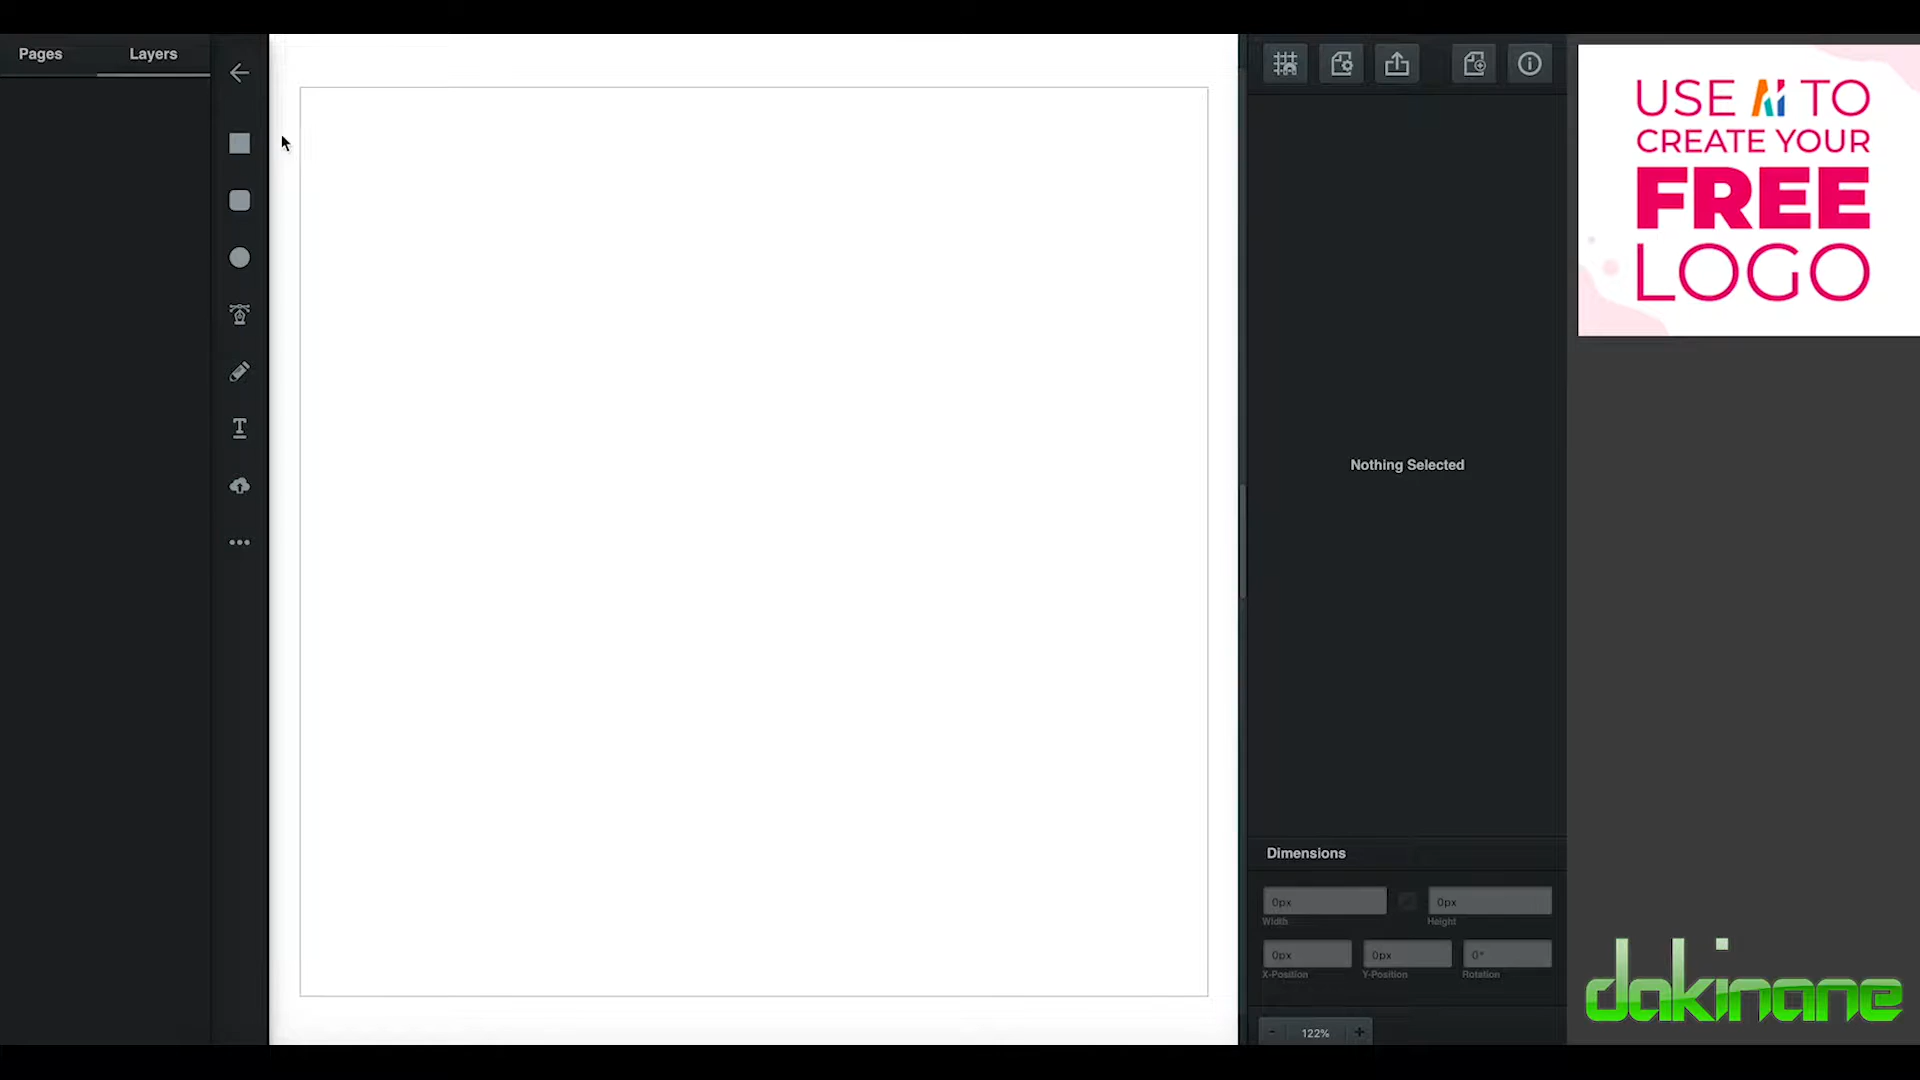 Pages Layers
USE AI TO
CREATE YOUR
FREE
LOGO
Nothing Selected
Dimensions
0px 0px
Width Height
0px 0px 0°
X-Position Y-Position Rotation
- 122% +
dakinane